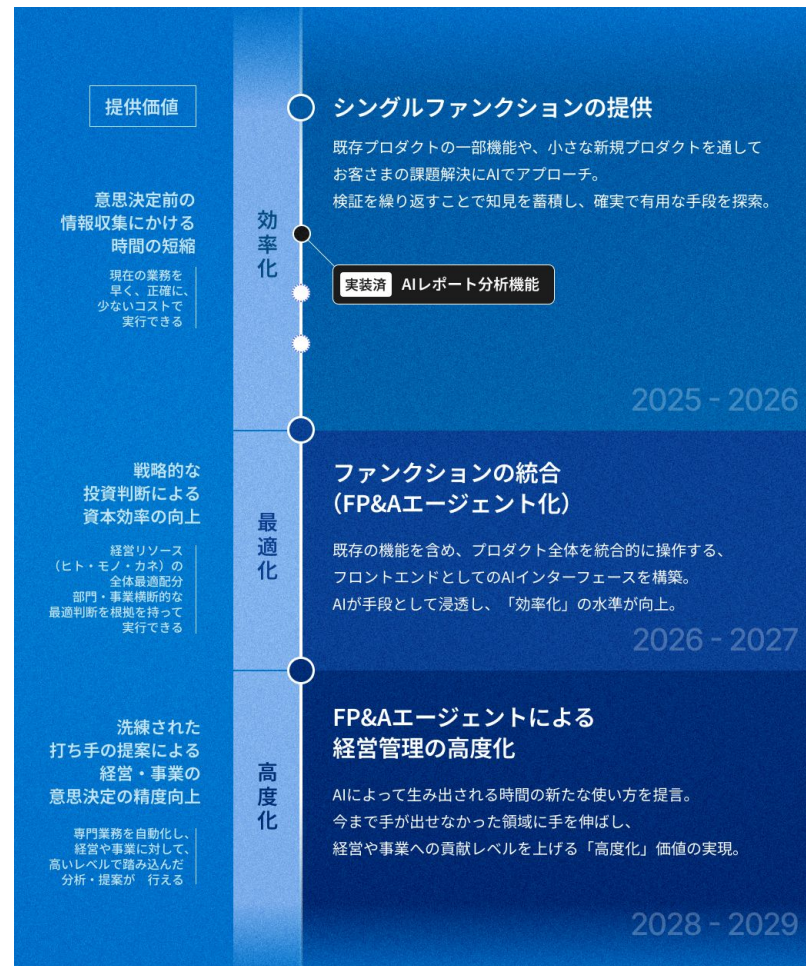 提供価値
シングルファンクションの提供
既存プロダクトの一部機能や、小さな新規プロダクトを通して
お客さまの課題解決にAIでアプローチ。
検証を繰り返すことで知見を蓄積し、確実で有用な手段を探索。
意思決定前の
情報収集にかける
時間の短縮
現在の業務を
早く、正確に、
少ないコストで
実行できる
効率化
実装済 AIレポート分析機能
2025 - 2026
戦略的な
投資判断による
資本効率の向上
経営リソース
（ヒト・モノ・カネ）の
全体最適配分
部門・事業横断的な
最適判断を根拠を持って
実行できる
最適化
ファンクションの統合
（FP&Aエージェント化）
既存の機能を含め、プロダクト全体を統合的に操作する、
フロントエンドとしてのAIインターフェースを構築。
AIが手段として浸透し、「効率化」の水準が向上。
2026 - 2027
洗練された
打ち手の提案による
経営・事業の
意思決定の精度向上
専門業務を自動化し、
経営や事業に対して、
高いレベルで踏み込んだ
分析・提案が 行える
高度化
FP&Aエージェントによる
経営管理の高度化
AIによって生み出される時間の新たな使い方を提言。
今まで手が出せなかった領域に手を伸ばし、
経営や事業への貢献レベルを上げる「高度化」価値の実現。
2028 - 2029